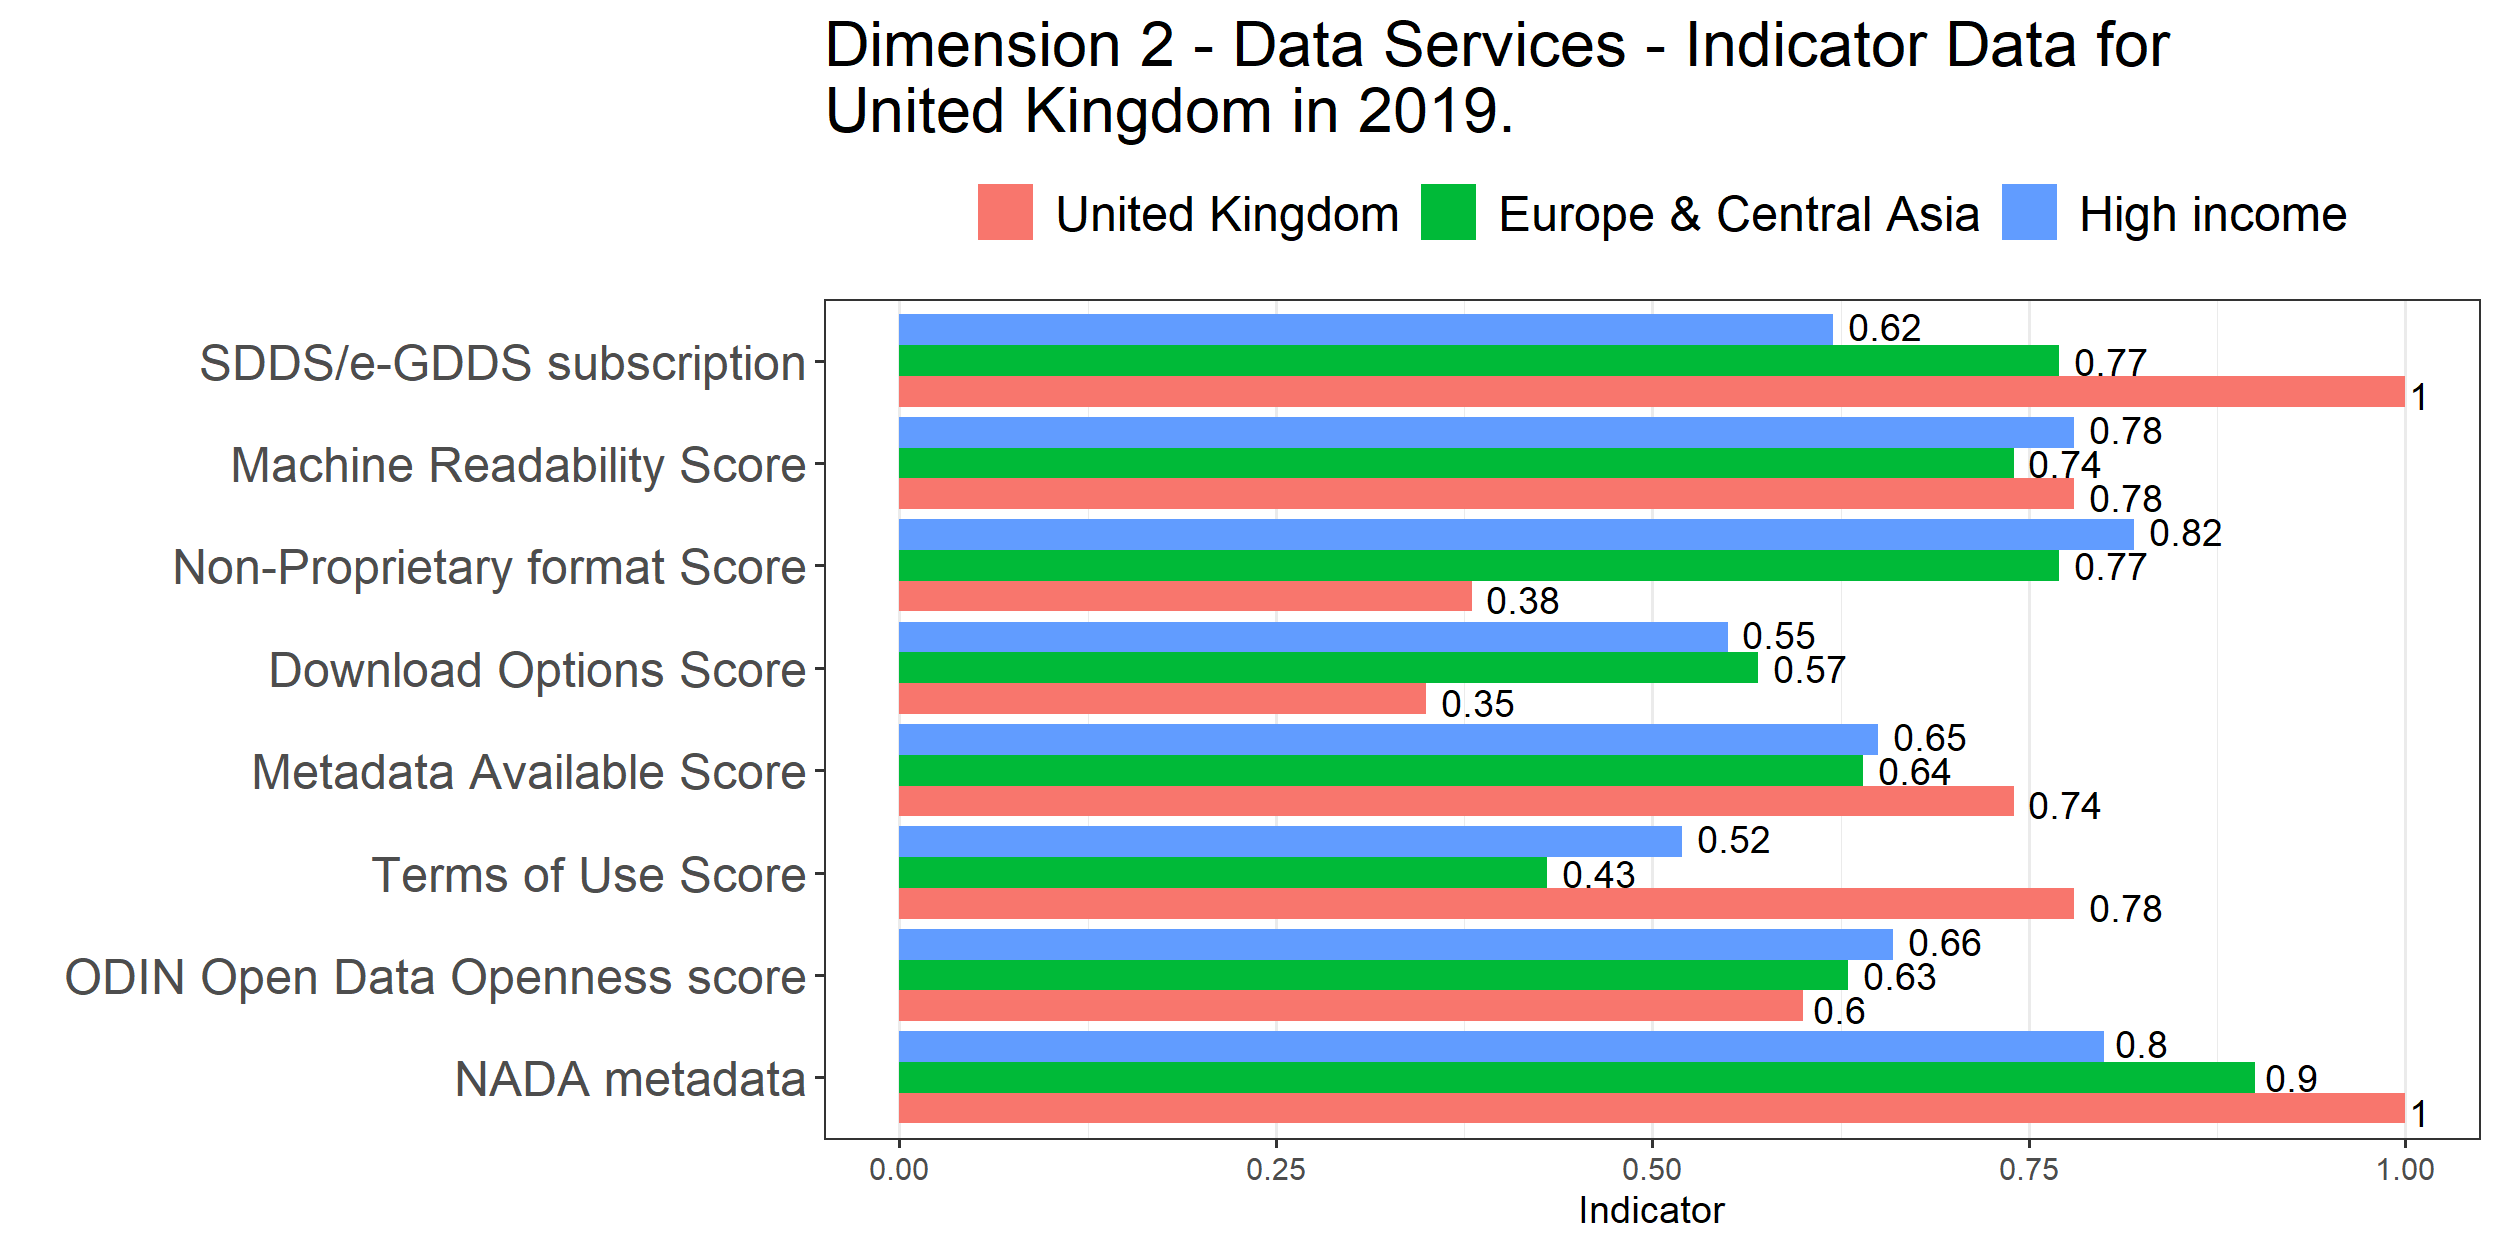 Dimension 2 - Data Services - Indicator Data for
United Kingdom in 2019.
United Kingdom Europe & Central Asia High income
SDDS/e-GDDS subscription
0.62
0.77
1
Machine Readability Score
0.78
0.74
0.78
Non-Proprietary format Score
0.82
0.77
0.38
Download Options Score
0.55
0.57
0.35
Metadata Available Score
0.65
0.64
0.74
Terms of Use Score
0.52
0.43
0.78
ODIN Open Data Openness score
0.66
0.63
0.6
NADA metadata
0.8
0.9
1
0.00 0.25 0.50 0.75 1.00
Indicator